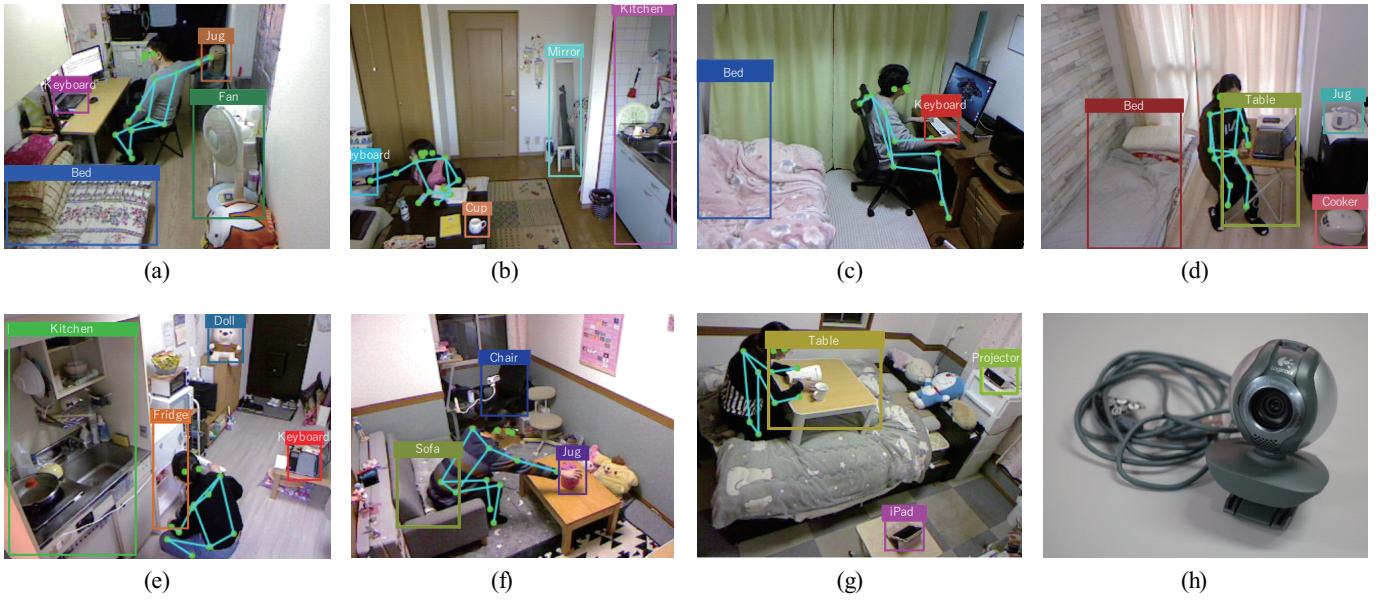 Jug
Keyboard
Fan
Bed
(a)
Kitchen
Mirror
eyboard
Cup
(b)
Bed
Keyboard
(c)
Bed
Table
Jug
Cooker
(d)
Kitchen
Doll
Fridge
Keyboard
(e)
Chair
Sofa
Jug
(f)
Table
Projector
iPad
(g)
Logitech
(h)